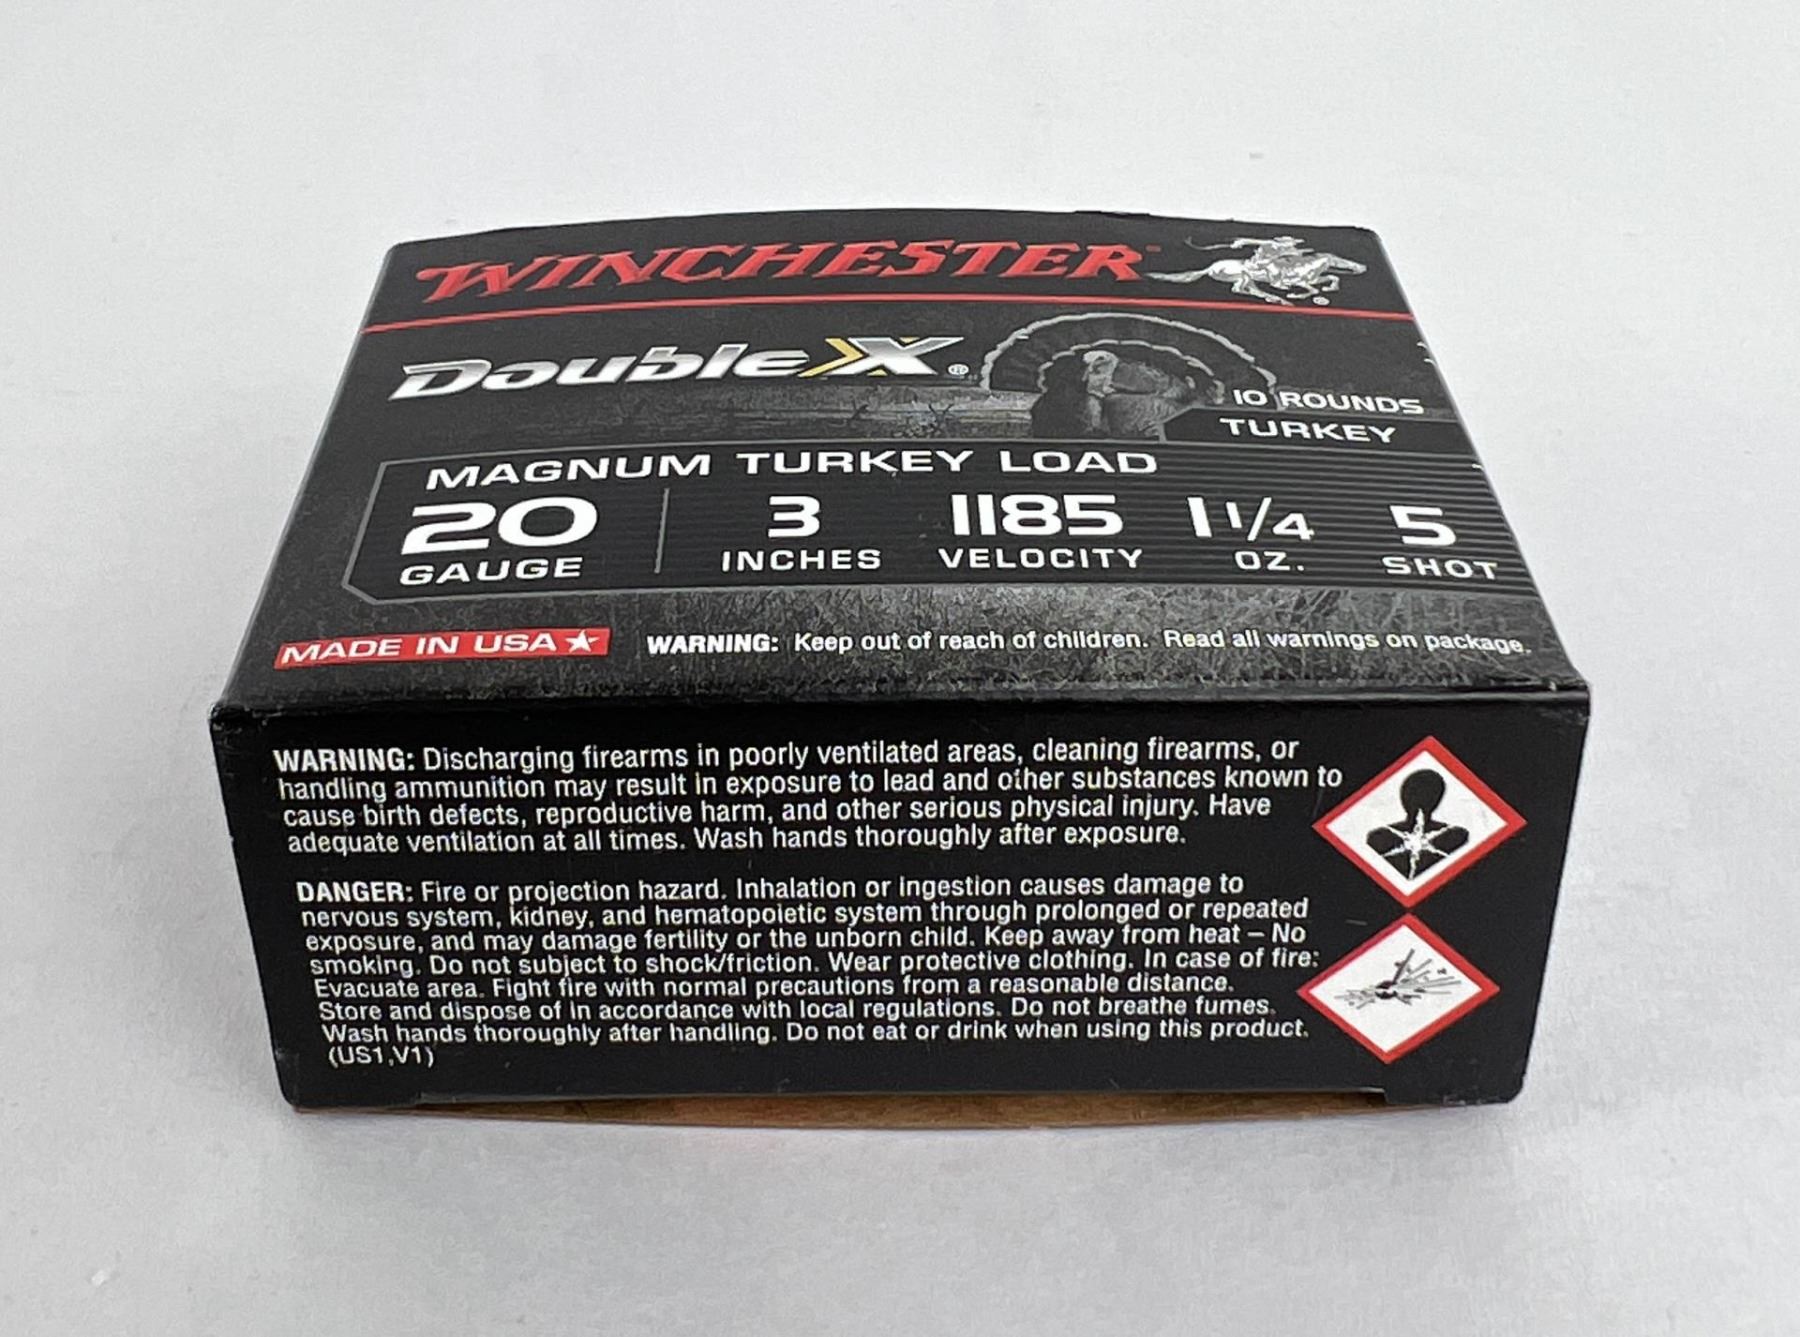 WINCHESTER
Double X®
10 ROUNDS
TURKEY
MAGNUM TURKEY LOAD
20 3 1185 1 1/4 5
GAUGE INCHES VELOCITY OZ. SHOT
MADE IN USA WARNING: Keep out of reach of children. Read all warnings on package.
WARNING: Discharging firearms in poorly ventilated areas, cleaning firearms, or
handling ammunition may result in exposure to lead and other substances known to
cause birth defects, reproductive harm, and other serious physical injury. Have
adequate ventilation at all times. Wash hands thoroughly after exposure.
DANGER: Fire or projection hazard. Inhalation or ingestion causes damage to
nervous system, kidney, and hematopoietic system through prolonged or repeated
exposure, and may damage fertility or the unborn child. Keep away from heat – No
smoking. Do not subject to shock/friction. Wear protective clothing. In case of fire:
Evacuate area. Fight fire with normal precautions from a reasonable distance.
Store and dispose of in accordance with local regulations. Do not breathe fumes.
Wash hands thoroughly after handling. Do not eat or drink when using this product.
(US1,V1)